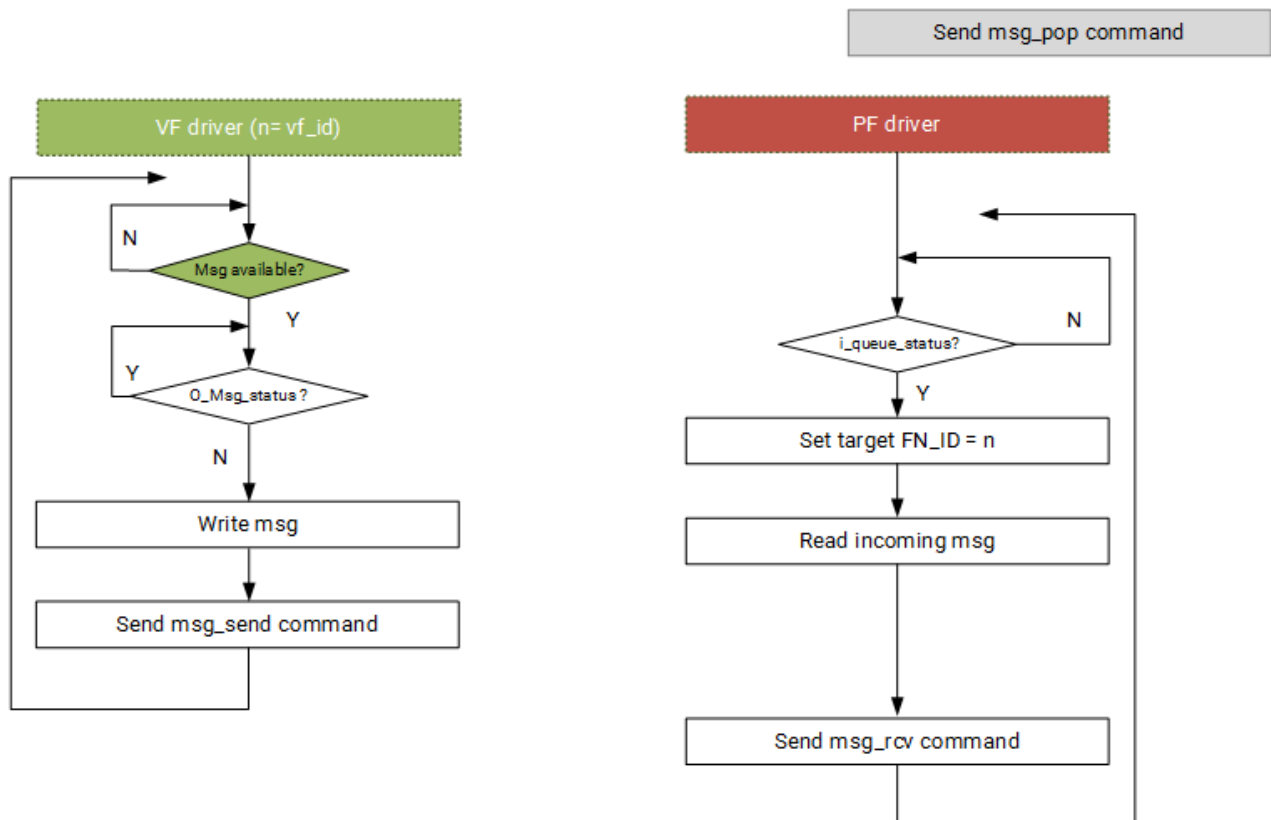 Send msg_pop command
VF driver (n= vf_id)
PF driver
N
Msg available?
Y
Y
O_Msg_status ?
N
Write msg
Send msg_send command
i_queue_status?
N
Y
Set target FN_ID = n
Read incoming msg
Send msg_rcv command